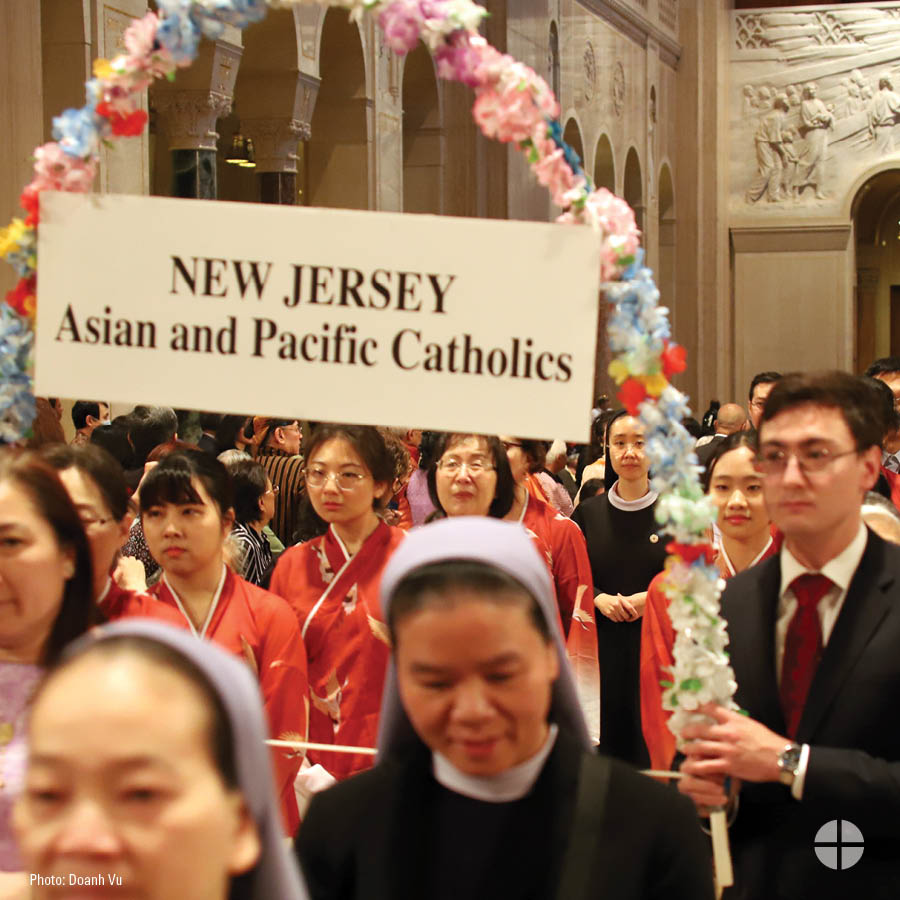 NEW JERSEY
Asian and Pacific Catholics
Photo: Doanh Vu